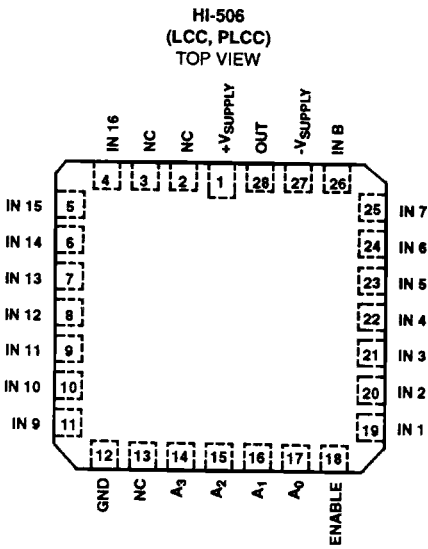 HI-506
(LCC, PLCC)
TOP VIEW
IN 16
NC
NC
+VSUPPLY
OUT
-VSUPPLY
IN B
4 3 2 1 28 27 26
IN 15 5
IN 14 6
IN 13 7
IN 12 8
IN 11 9
IN 10 10
IN 9 11
25 IN 7
24 IN 6
23 IN 5
22 IN 4
21 IN 3
20 IN 2
19 IN 1
12 13 14 15 16 17 18
GND
NC
A3
A2
A1
A0
ENABLE